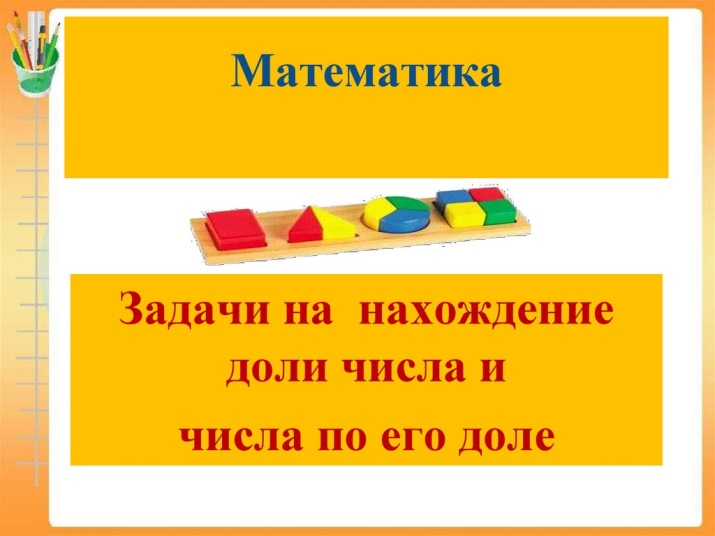 Математика
Задачи на нахождение
доли числа и
числа по его доле